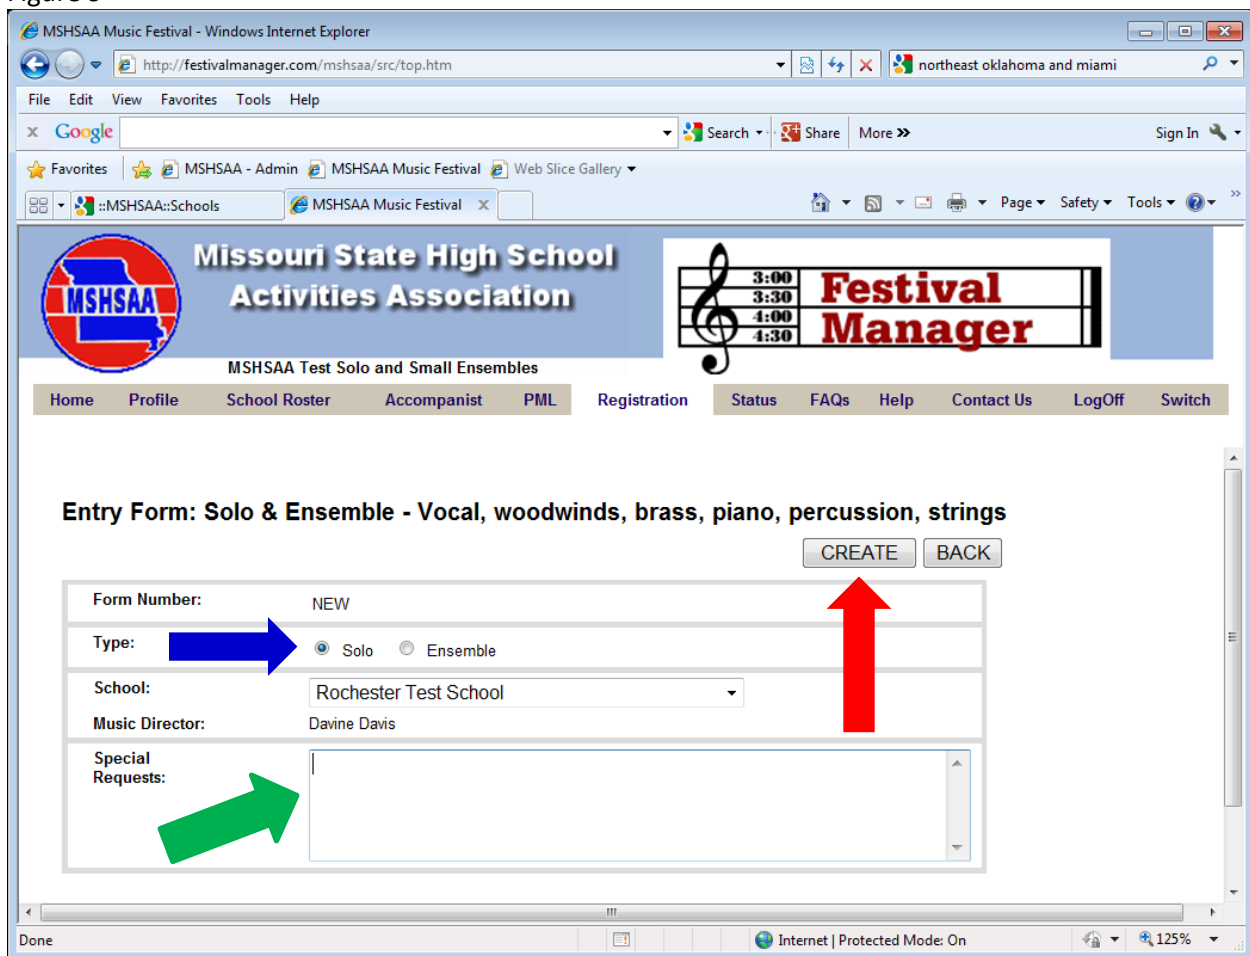 MSHSAA Music Festival - Windows Internet Explorer
http://festivalmanager.com/mshsaa/src/top.htm northeast oklahoma and miami
File Edit View Favorites Tools Help
x Google Search Share More >> Sign In
Favorites MSHSAA - Admin MSHSAA Music Festival Web Slice Gallery
::MSHSAA::Schools MSHSAA Music Festival x Page Safety Tools >>
Missouri State High School
Activities Association
MSHSAA
3:00
3:30
4:00
4:30
Festival
Manager
MSHSAA Test Solo and Small Ensembles
Home Profile School Roster Accompanist PML Registration Status FAQs Help Contact Us LogOff Switch
Entry Form: Solo & Ensemble - Vocal, woodwinds, brass, piano, percussion, strings
CREATE BACK
Form Number: NEW
Type: Solo Ensemble
School: Rochester Test School
Music Director: Davine Davis
Special
Requests:
Done Internet | Protected Mode: On 125%